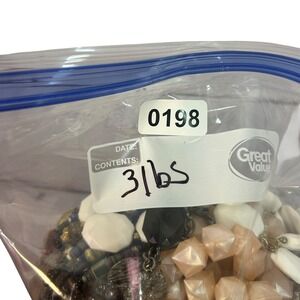 0198
DATE:
CONTENTS:
Great
Value
3 lbs